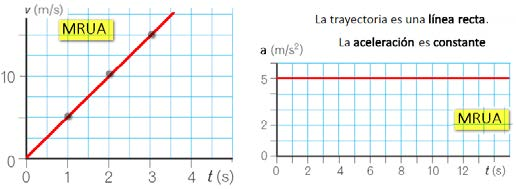 v (m/s)
MRUA
10
0
0 1 2 3 4 t (s)
La trayectoria es una línea recta.
La aceleración es constante
a (m/s²)
5
2
0
MRUA
t (s)
0 2 4 6 8 10 12 14